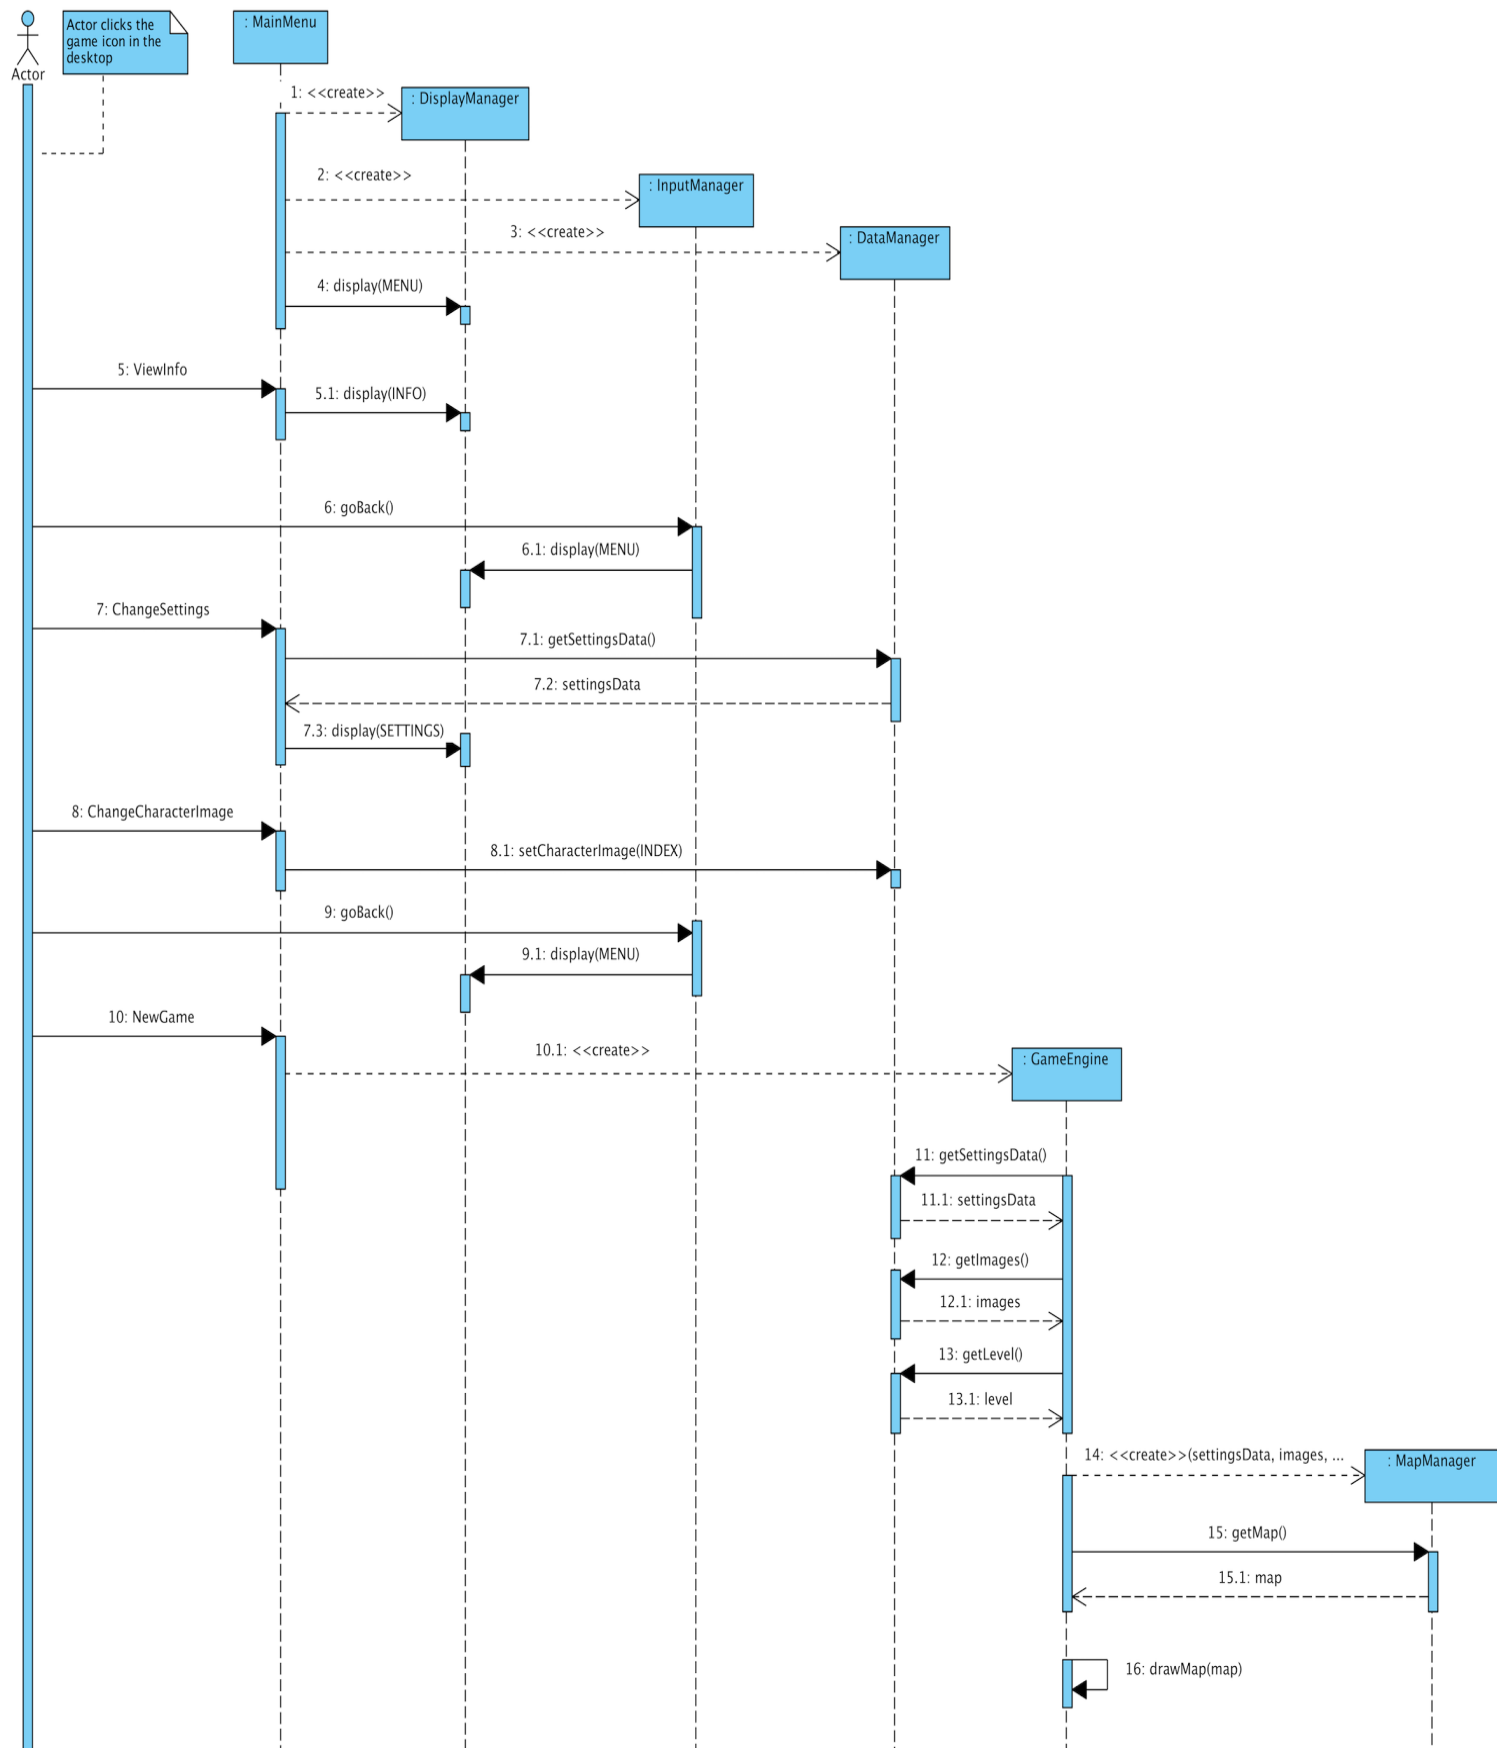 Actor clicks the
game icon in the
desktop
: MainMenu
Actor
1: <<create>>
: DisplayManager
2: <<create>>
: InputManager
3: <<create>>
: DataManager
4: display(MENU)
5: ViewInfo
5.1: display(INFO)
6: goBack()
6.1: display(MENU)
7: ChangeSettings
7.1: getSettingsData()
7.2: settingsData
7.3: display(SETTINGS)
8: ChangeCharacterImage
8.1: setCharacterImage(INDEX)
9: goBack()
9.1: display(MENU)
10: NewGame
10.1: <<create>>
: GameEngine
11: getSettingsData()
11.1: settingsData
12: getImages()
12.1: images
13: getLevel()
13.1: level
14: <<create>>(settingsData, images, ...
: MapManager
15: getMap()
15.1: map
16: drawMap(map)